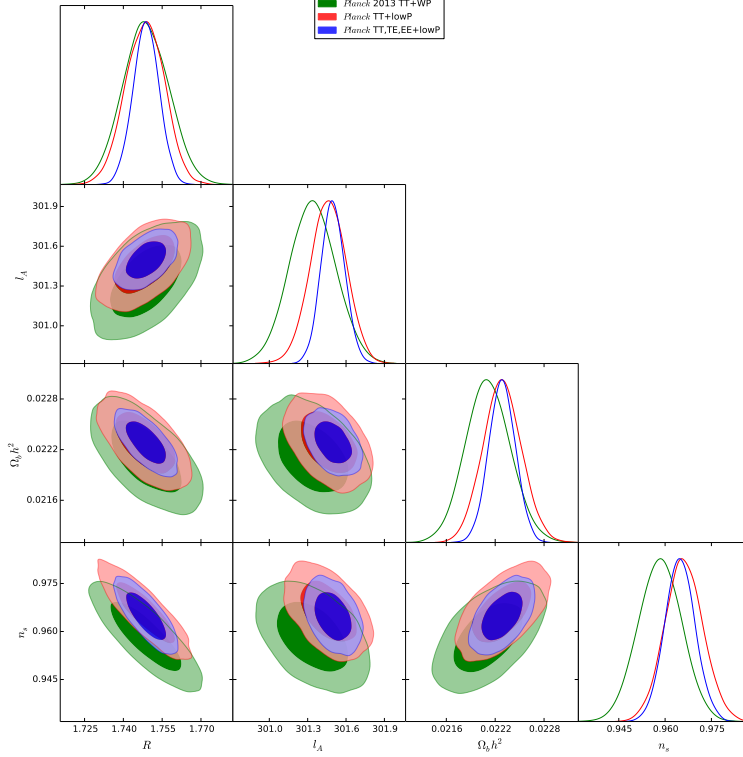 Planck 2013 TT+WP
Planck TT+lowP
Planck TT,TE,EE+lowP
301.9
301.6
301.3
301.0
l_A
0.0228
0.0222
0.0216
Ω_b h²
0.975
0.960
0.945
n_s
1.725 1.740 1.755 1.770
301.0 301.3 301.6 301.9
0.0216 0.0222 0.0228
0.945 0.960 0.975
R
l_A
Ω_b h²
n_s